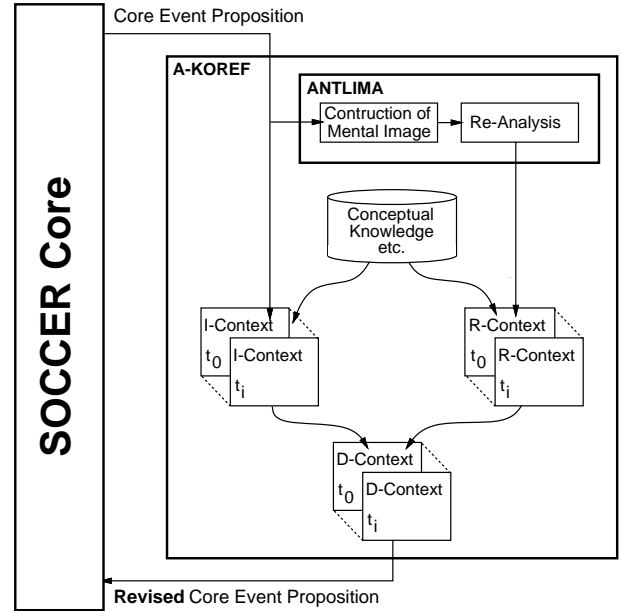 Core Event Proposition
SOCCER Core
A-KOREF
ANTLIMA
Contruction of
Mental Image
Re-Analysis
Conceptual
Knowledge
etc.
I-Context
t0
I-Context
ti
R-Context
t0
R-Context
ti
D-Context
t0
D-Context
ti
Revised Core Event Proposition